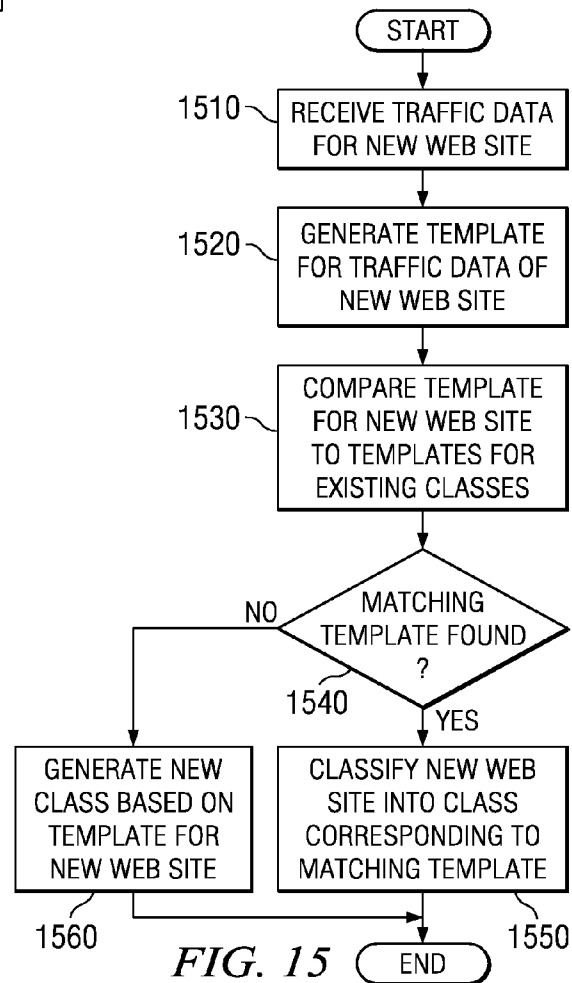 START
1510
RECEIVE TRAFFIC DATA
FOR NEW WEB SITE
1520
GENERATE TEMPLATE
FOR TRAFFIC DATA OF
NEW WEB SITE
1530
COMPARE TEMPLATE
FOR NEW WEB SITE
TO TEMPLATES FOR
EXISTING CLASSES
MATCHING
TEMPLATE FOUND
?
NO
1540
YES
GENERATE NEW
CLASS BASED ON
TEMPLATE FOR
NEW WEB SITE
1560
CLASSIFY NEW WEB
SITE INTO CLASS
CORRESPONDING TO
MATCHING TEMPLATE
1550
FIG. 15
END